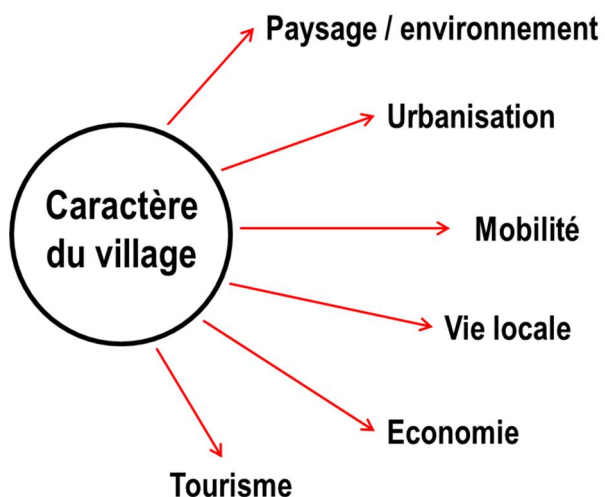 Paysage / environnement
Urbanisation
Caractère
du village
Mobilité
Vie locale
Economie
Tourisme